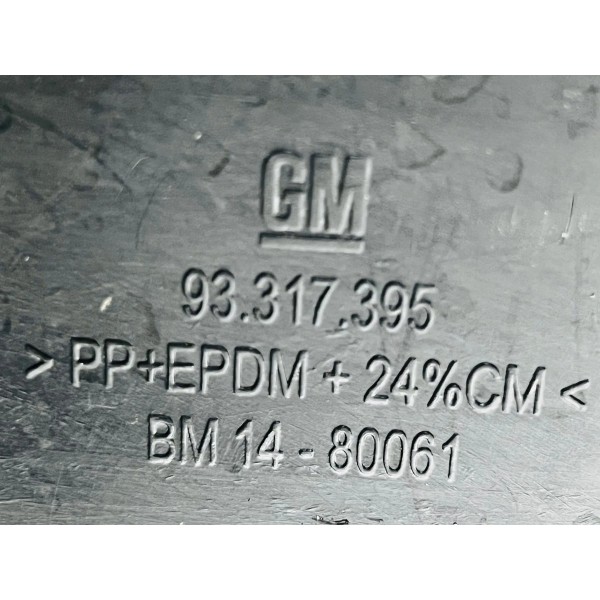 GM
93.317.395
> PP+EPDM + 24%CM <
BM 14 - 80061